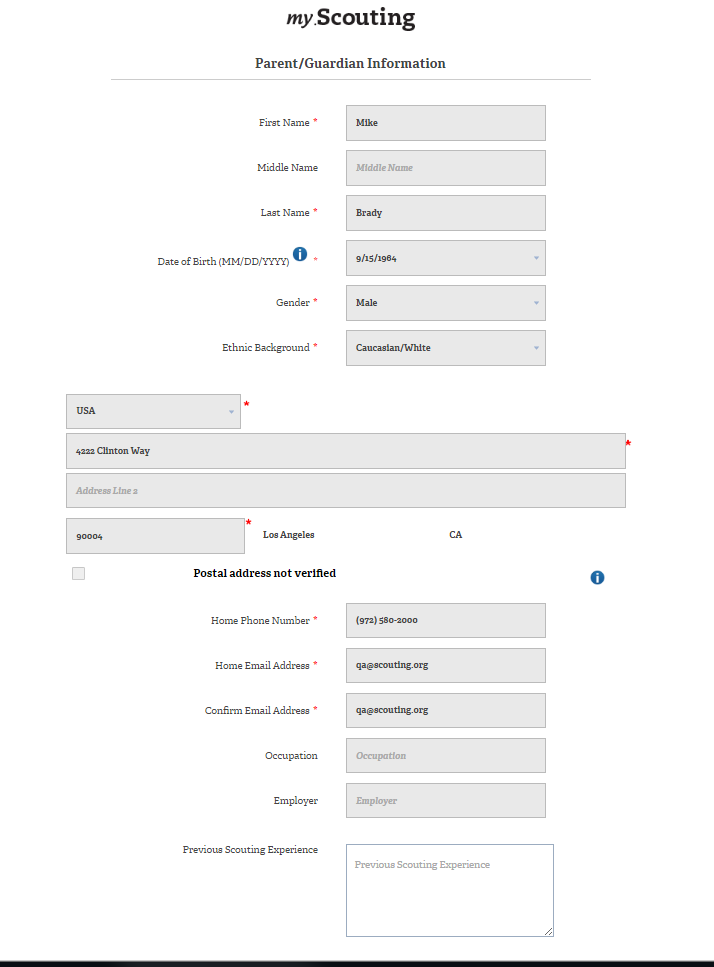 my.Scouting
Parent/Guardian Information
First Name * Mike
Middle Name Middle Name
Last Name * Brady
Date of Birth (MM/DD/YYYY) i * 9/15/1984
Gender * Male
Ethnic Background * Caucasian/White
USA *
4222 Clinton Way *
Address Line 2
90004 * Los Angeles CA
Postal address not verified i
Home Phone Number * (972) 580-2000
Home Email Address * qa@scouting.org
Confirm Email Address * qa@scouting.org
Occupation Occupation
Employer Employer
Previous Scouting Experience Previous Scouting Experience